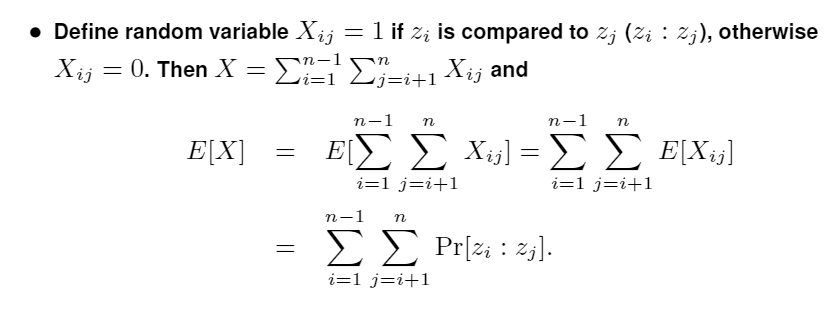 • Define random variable $X_{ij} = 1$ if $z_i$ is compared to $z_j$ ($z_i : z_j$), otherwise
$X_{ij} = 0$. Then $X = \sum_{i=1}^{n-1} \sum_{j=i+1}^{n} X_{ij}$ and
$E[X] = E[\sum_{i=1}^{n-1} \sum_{j=i+1}^{n} X_{ij}] = \sum_{i=1}^{n-1} \sum_{j=i+1}^{n} E[X_{ij}]$
$= \sum_{i=1}^{n-1} \sum_{j=i+1}^{n} \Pr[z_i : z_j].$